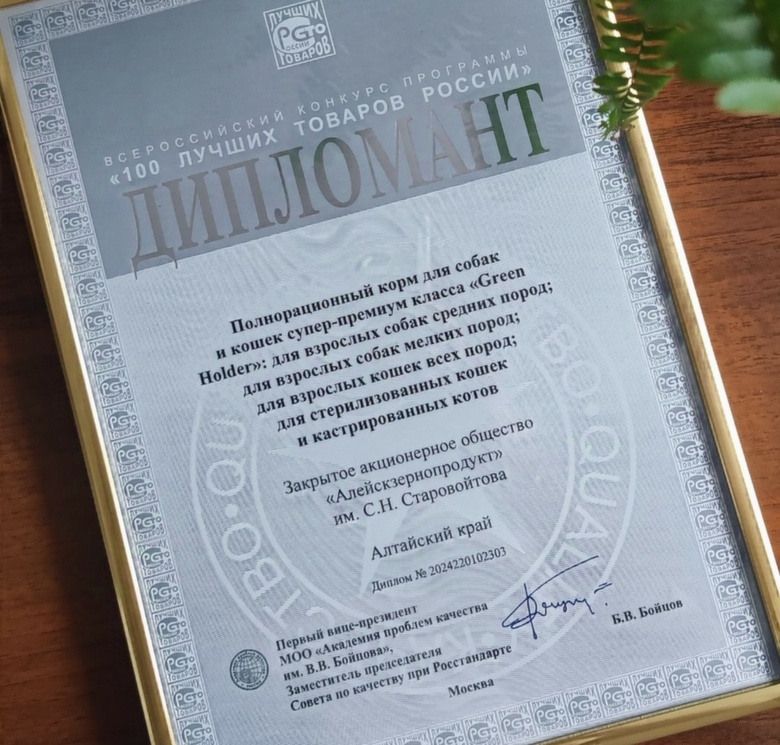 ЛУЧШИХ
РОССИИ
ТОВАРОВ
ВСЕРОССИЙСКИЙ КОНКУРС ПРОГРАММЫ
«100 ЛУЧШИХ ТОВАРОВ РОССИИ»
ДИПЛОМАНТ
Полнорационный корм для собак
и кошек супер-премиум класса «Green
Holder»: для взрослых собак средних пород;
для взрослых собак мелких пород;
для взрослых кошек всех пород;
для стерилизованных кошек
и кастрированных котов
Закрытое акционерное общество
«Алейскзернопродукт»
им. С.Н. Старовойтова
Алтайский край
Диплом № 2024220102303
Первый вице-президент
МОО «Академия проблем качества
им. В.В. Бойцова»,
Заместитель председателя
Совета по качеству при Росстандарте
Б.В. Бойцов
Москва